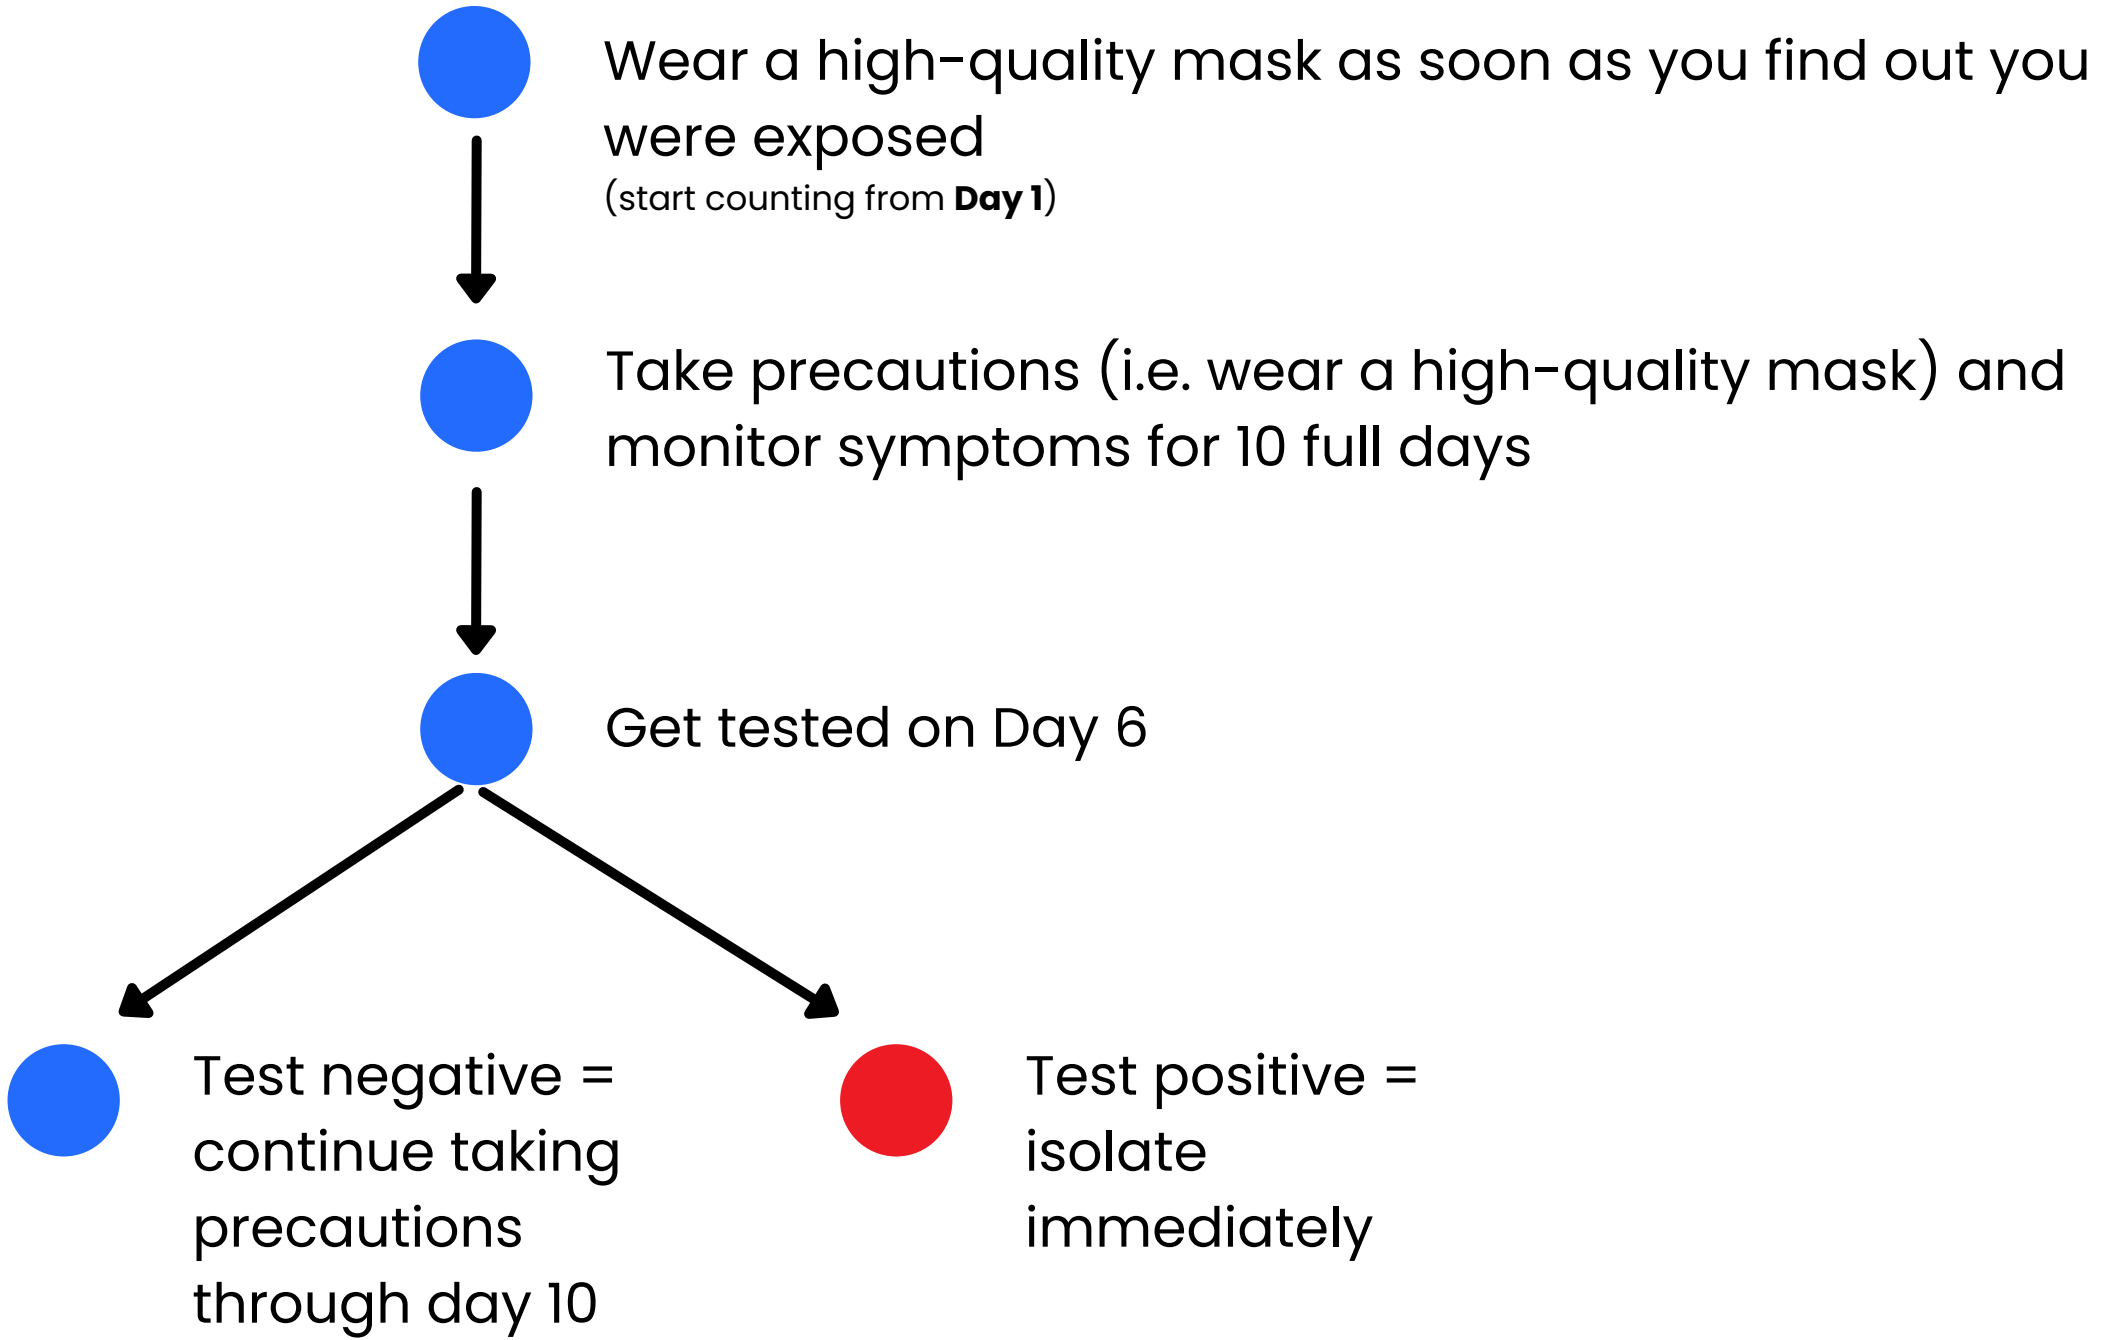 Wear a high-quality mask as soon as you find out you
were exposed
(start counting from Day 1)
Take precautions (i.e. wear a high-quality mask) and
monitor symptoms for 10 full days
Get tested on Day 6
Test negative =
continue taking
precautions
through day 10
Test positive =
isolate
immediately